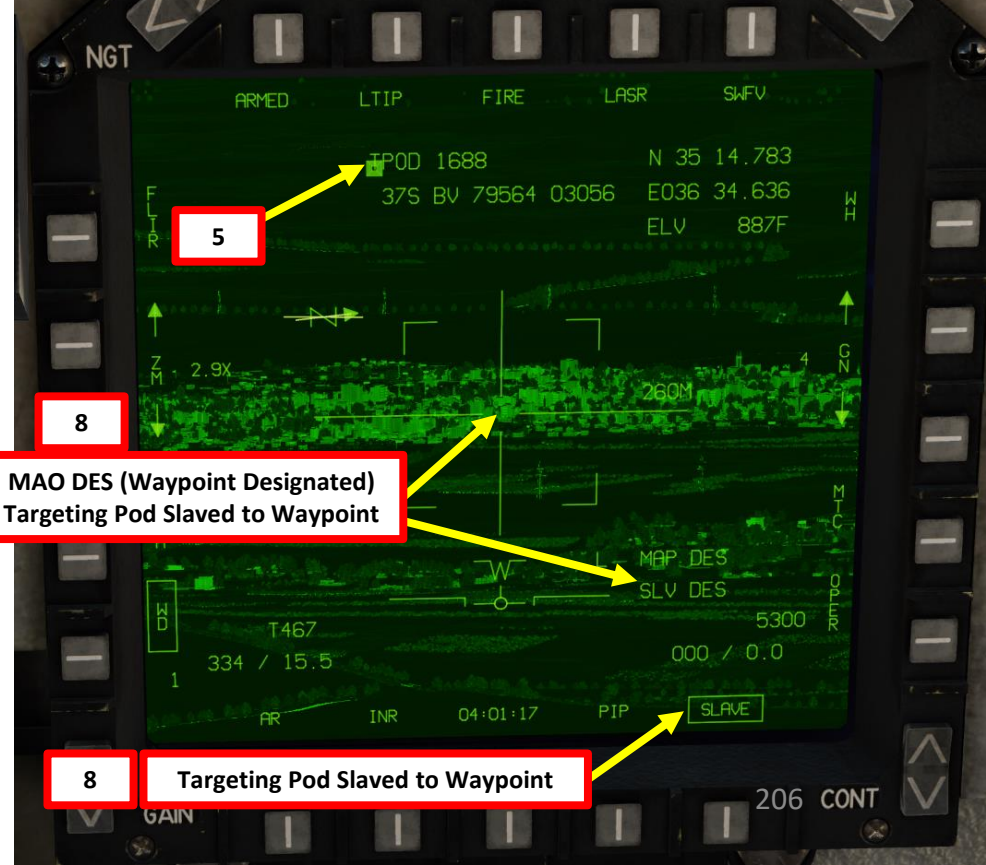 NGT
ARMED LTIP FIRE LASR SWFV
TPOD 1688 N 35 14.783
37S BV 79564 03056 E036 34.636
ELV 887F
FLIR
WH
5
ZM 2.9X
4
GN
260M
8
MAO DES (Waypoint Designated)
Targeting Pod Slaved to Waypoint
MTC
MAP DES
SLV DES
OPER
W
WD
T467
5300
334 / 15.5
000 / 0.0
1
AR INR 04:01:17 PIP SLAVE
8
Targeting Pod Slaved to Waypoint
206
GAIN
CONT